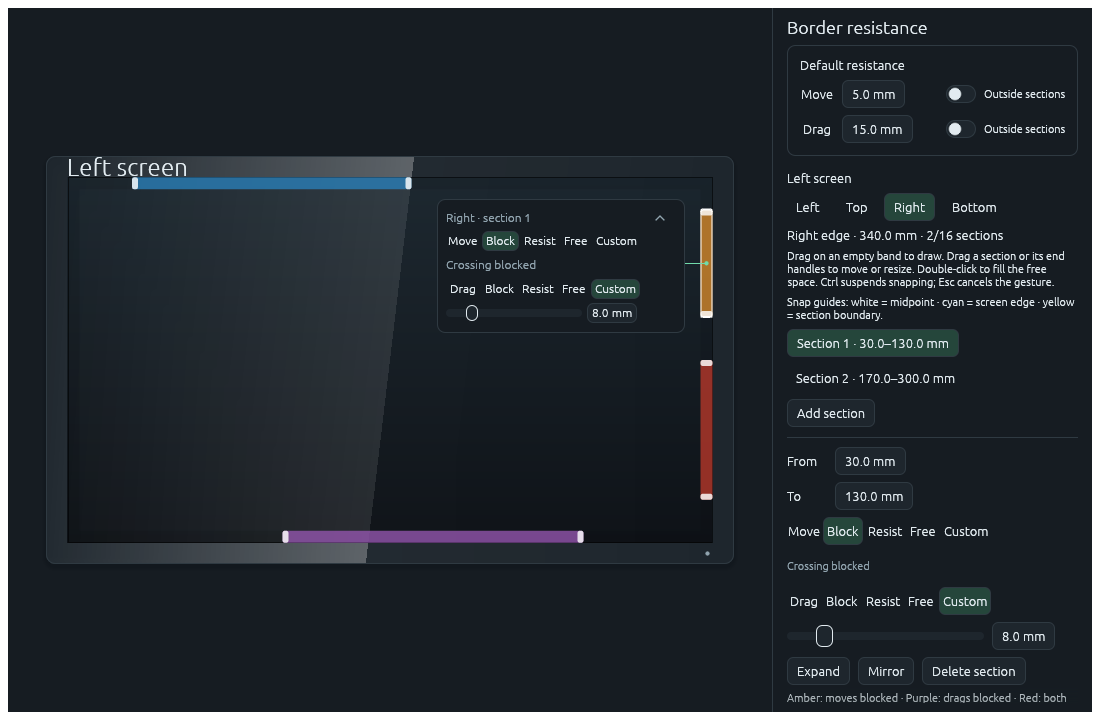 Border resistance
Default resistance
Move 5.0 mm Outside sections
Drag 15.0 mm Outside sections
Left screen
Right · section 1
Move Block Resist Free Custom
Crossing blocked
Drag Block Resist Free Custom
8.0 mm
Left screen
Left Top Right Bottom
Right edge · 340.0 mm · 2/16 sections
Drag on an empty band to draw. Drag a section or its end
handles to move or resize. Double-click to fill the free
space. Ctrl suspends snapping; Esc cancels the gesture.
Snap guides: white = midpoint · cyan = screen edge · yellow
= section boundary.
Section 1 · 30.0–130.0 mm
Section 2 · 170.0–300.0 mm
Add section
From 30.0 mm
To 130.0 mm
Move Block Resist Free Custom
Crossing blocked
Drag Block Resist Free Custom
8.0 mm
Expand Mirror Delete section
Amber: moves blocked · Purple: drags blocked · Red: both